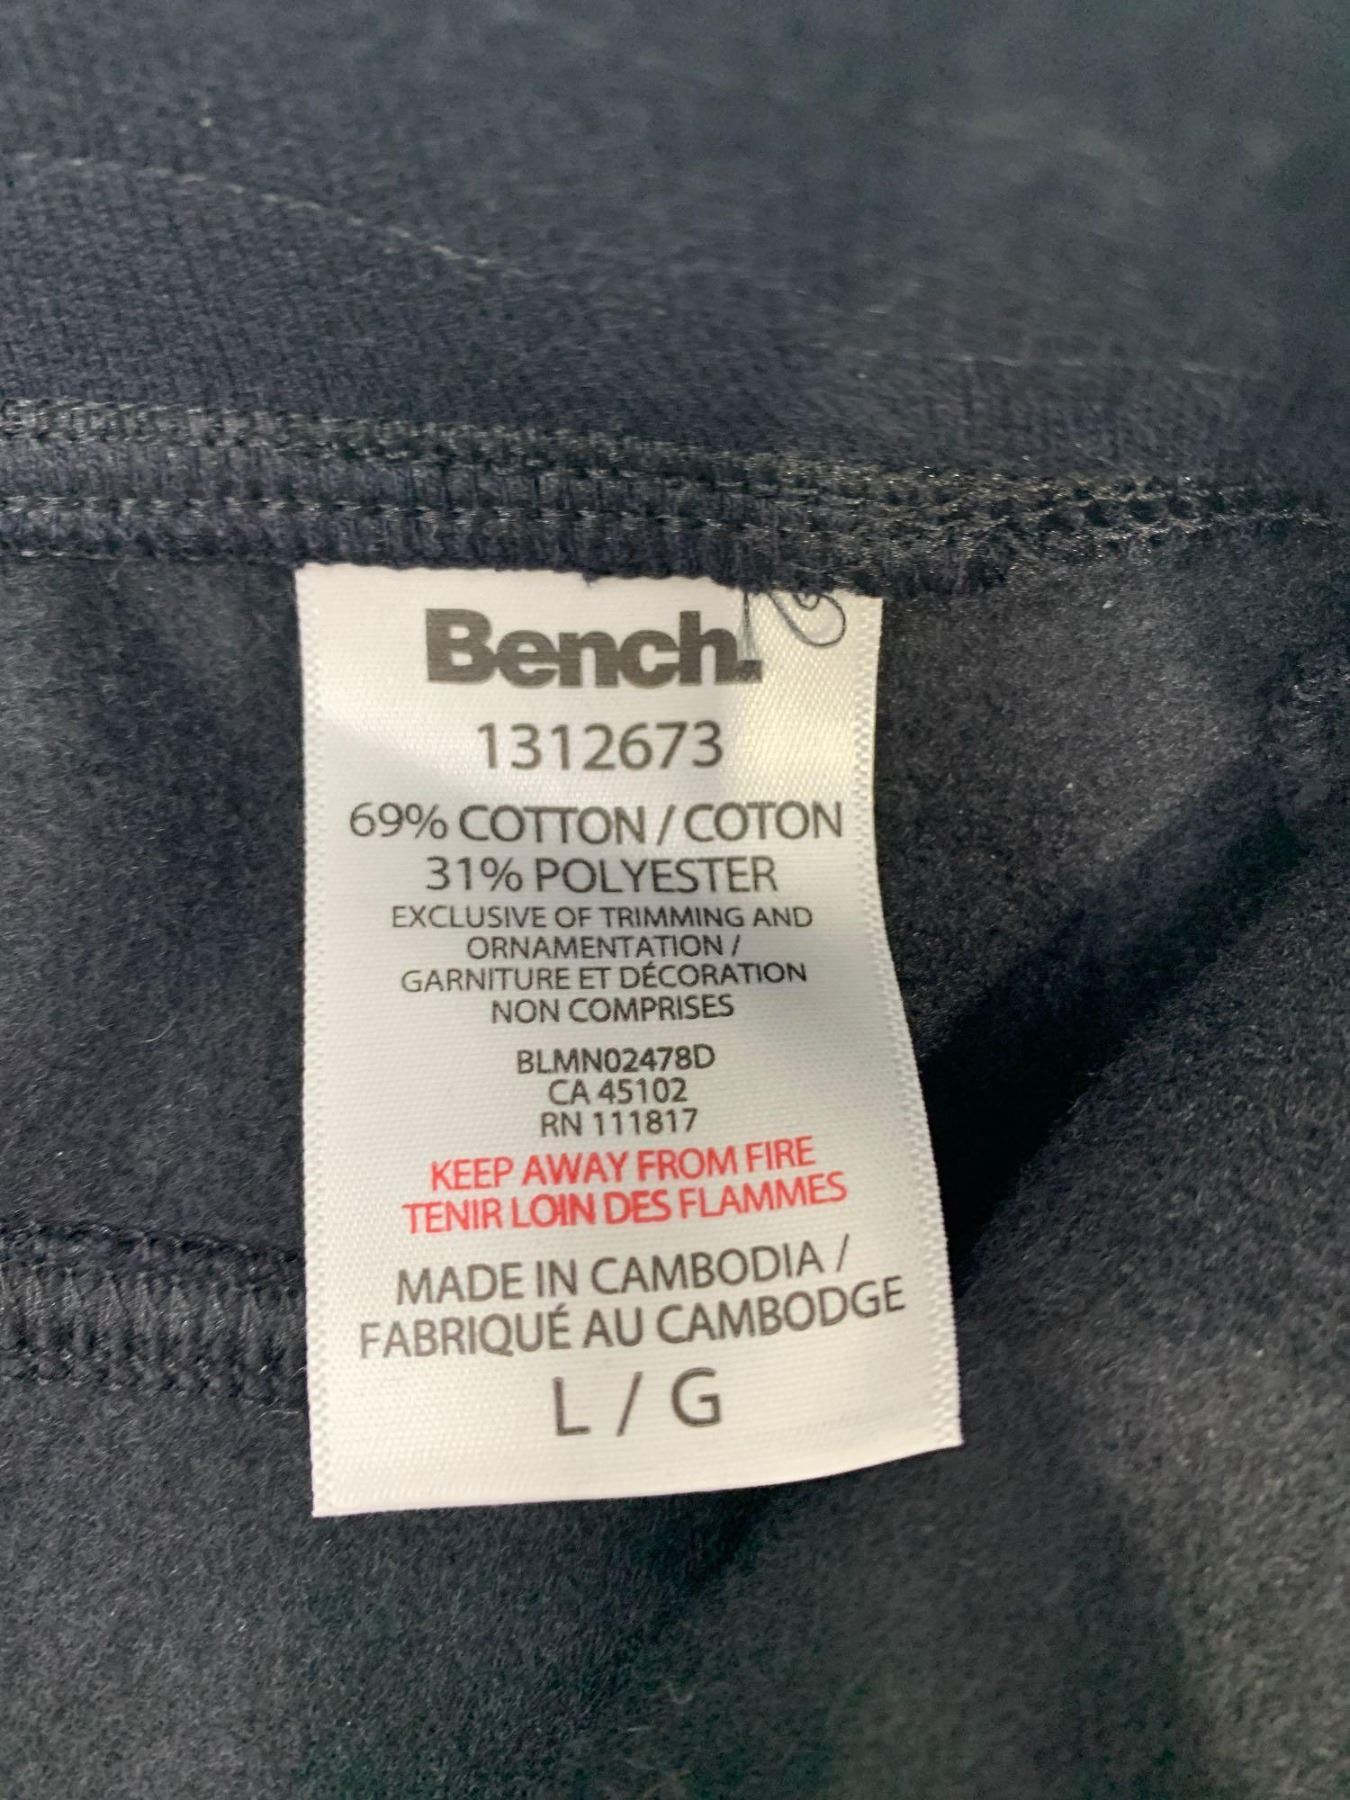 Bench.
1312673
69% COTTON / COTON
31% POLYESTER
EXCLUSIVE OF TRIMMING AND
ORNAMENTATION /
GARNITURE ET DÉCORATION
NON COMPRISES
BLMN02478D
CA 45102
RN 111817
KEEP AWAY FROM FIRE
TENIR LOIN DES FLAMMES
MADE IN CAMBODIA /
FABRIQUÉ AU CAMBODGE
L / G